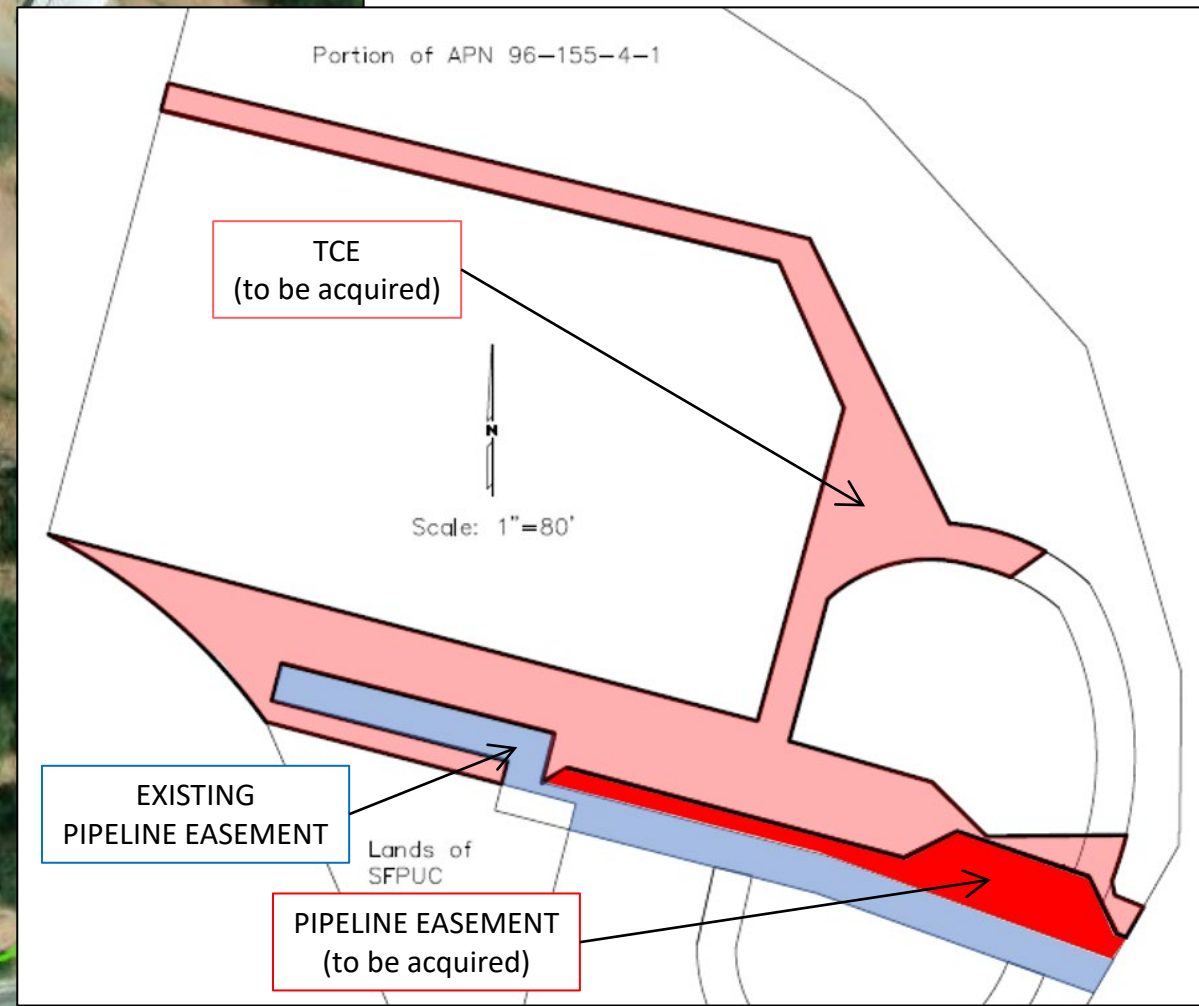 Portion of APN 96-155-4-1
TCE
(to be acquired)
N
Scale: 1"=80'
EXISTING
PIPELINE EASEMENT
Lands of
SFPUC
PIPELINE EASEMENT
(to be acquired)